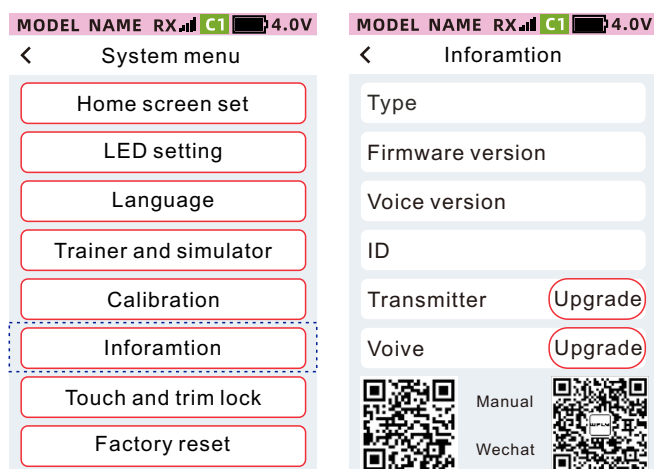 MODEL NAME RX C1 4.0V
< System menu
Home screen set
LED setting
Language
Trainer and simulator
Calibration
Inforamtion
Touch and trim lock
Factory reset
MODEL NAME RX C1 4.0V
< Inforamtion
Type
Firmware version
Voice version
ID
Transmitter Upgrade
Voive Upgrade
Manual
WFLY
Wechat